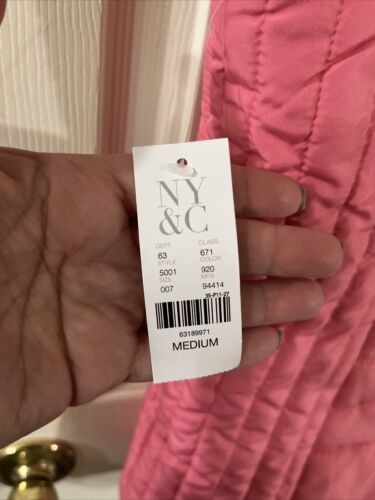 NY
&C
DEPT CLASS
63 671
STYLE COLOR
5001 920
SIZE MFG
007 94414
35-P11-27
63189971
MEDIUM